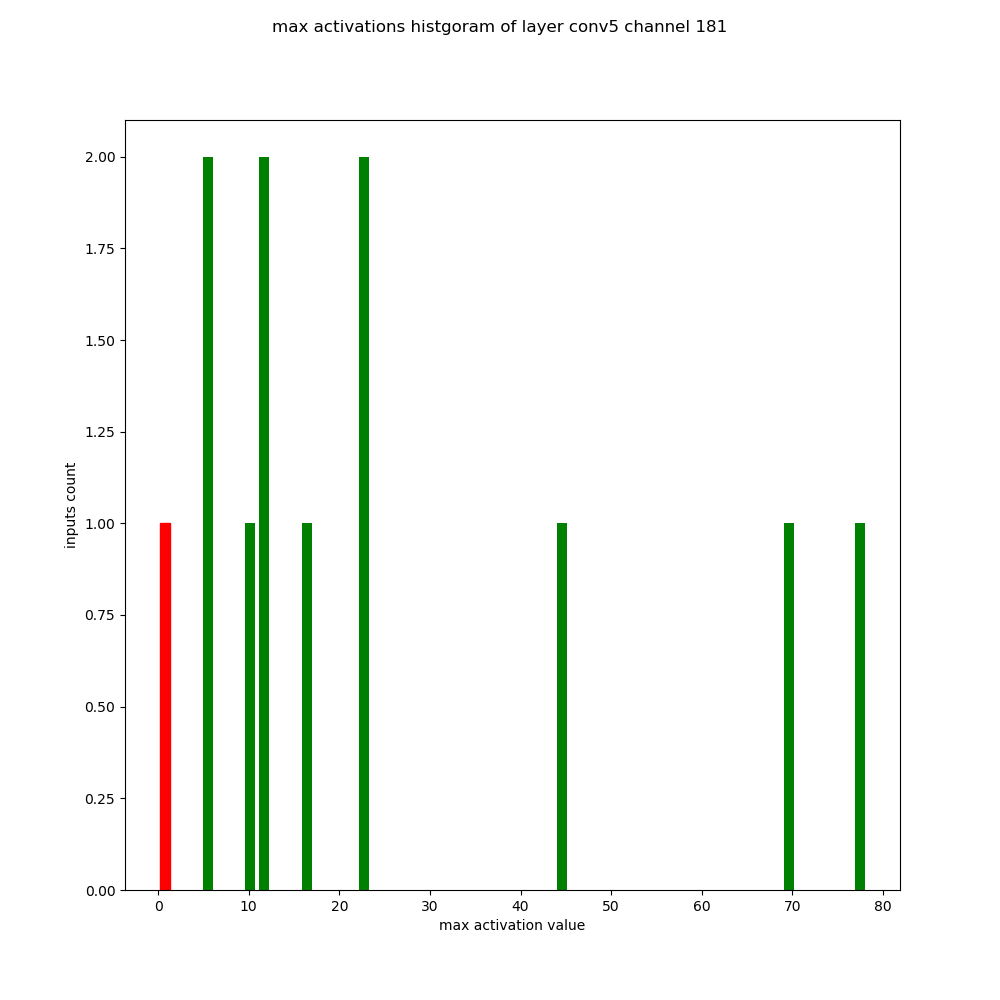 max activations histgoram of layer conv5 channel 181
2.00
1.75
1.50
1.25
1.00
0.75
0.50
0.25
0.00
inputs count
0 10 20 30 40 50 60 70 80
max activation value